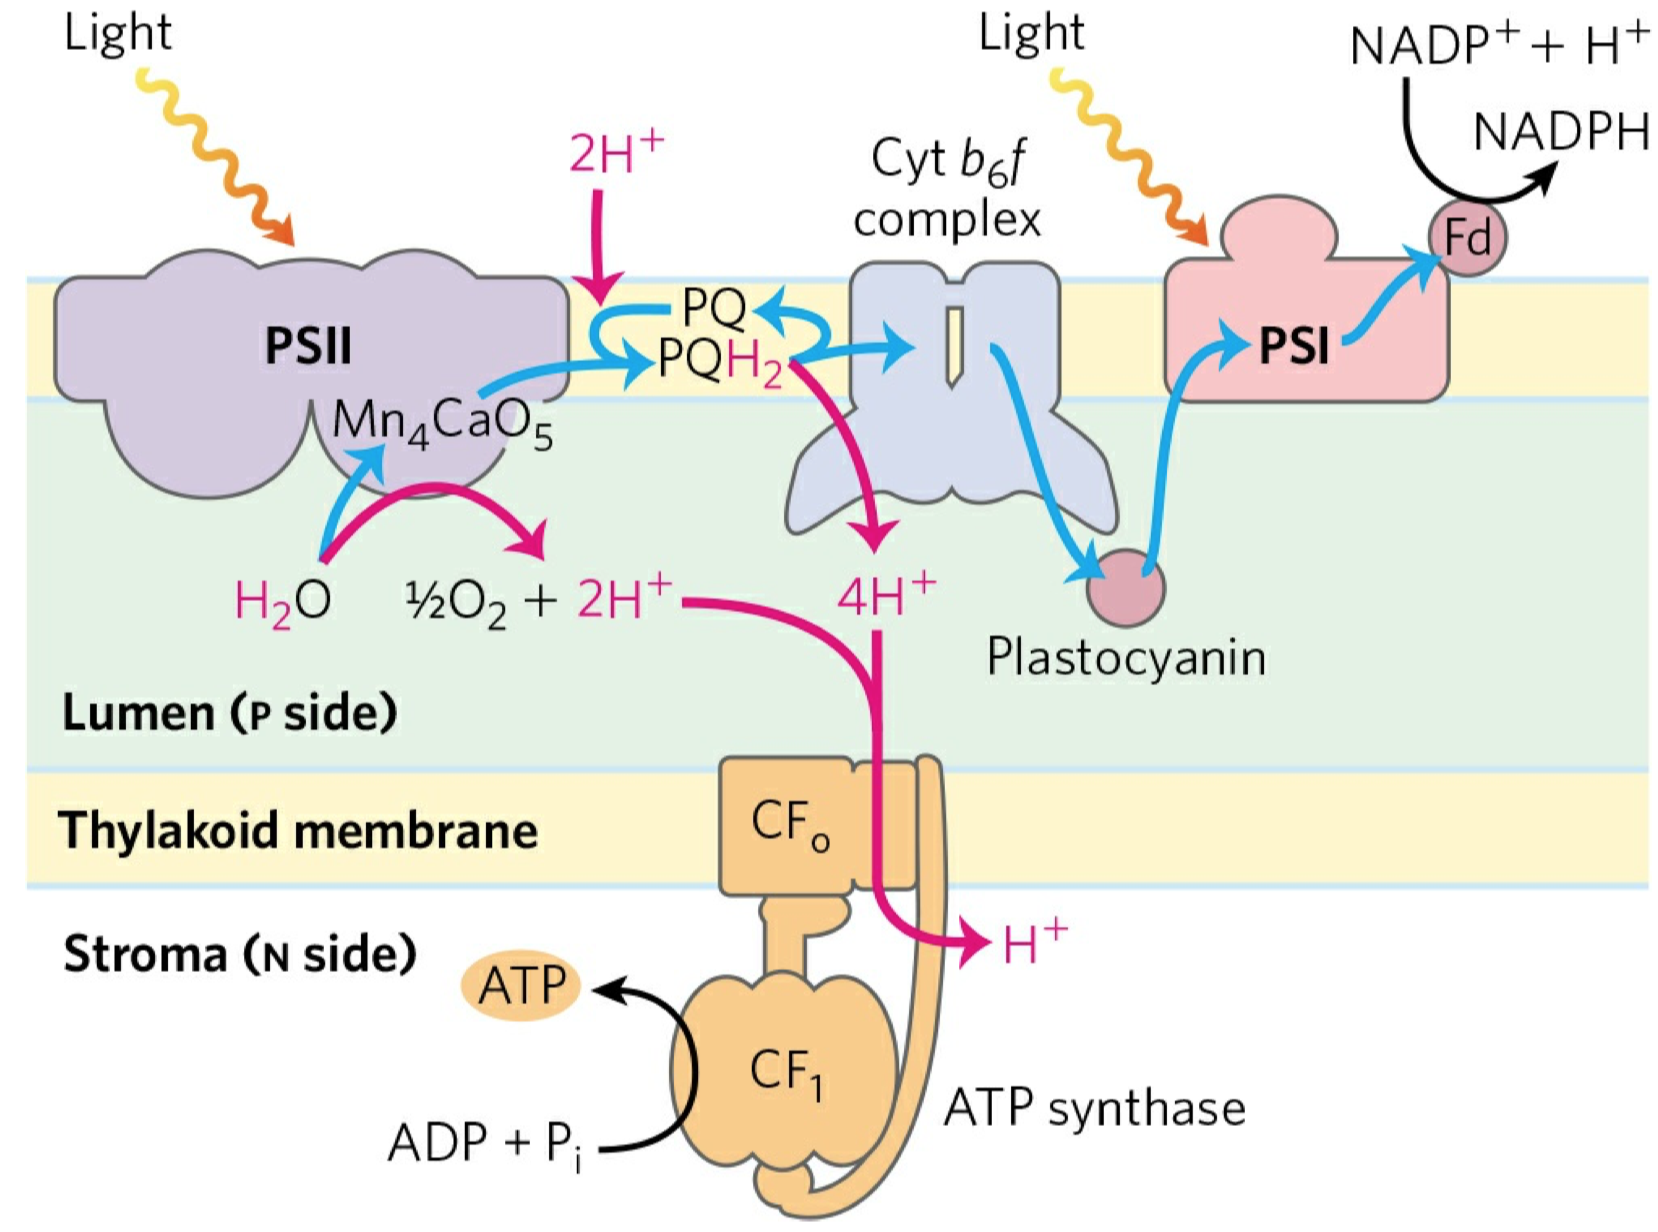 Light
Light
NADP⁺ + H⁺
NADPH
2H⁺
Cyt b₆f
complex
Fd
PSII
PQ
PQH₂
PSI
Mn₄CaO₅
H₂O
½O₂ + 2H⁺
4H⁺
Plastocyanin
Lumen (P side)
Thylakoid membrane
CFₒ
Stroma (N side)
H⁺
ATP
CF₁
ATP synthase
ADP + Pᵢ